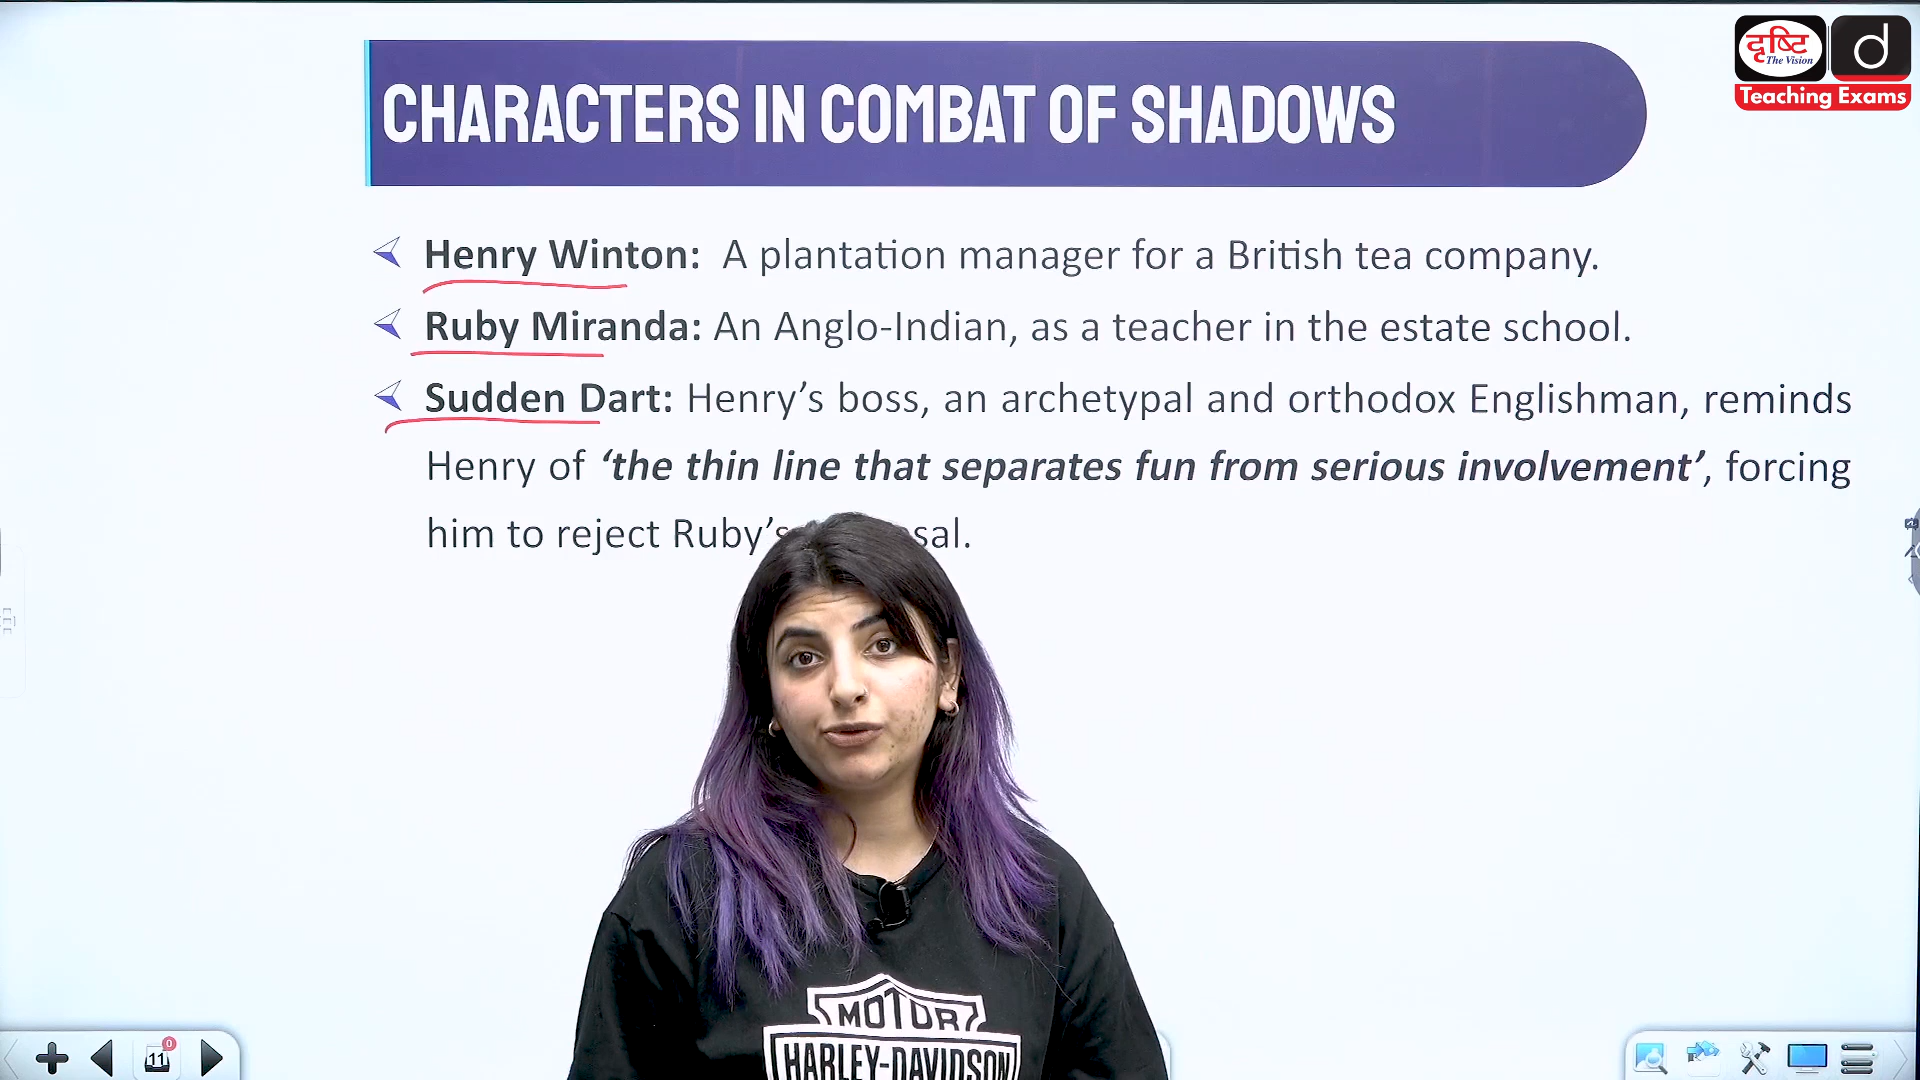 दृष्टि
The Vision
d
Teaching Exams
CHARACTERS IN COMBAT OF SHADOWS
Henry Winton: A plantation manager for a British tea company.
Ruby Miranda: An Anglo-Indian, as a teacher in the estate school.
Sudden Dart: Henry’s boss, an archetypal and orthodox Englishman, reminds
Henry of ‘the thin line that separates fun from serious involvement’, forcing
him to reject Ruby’s
MOTOR
HARLEY-DAVIDSON
11
0